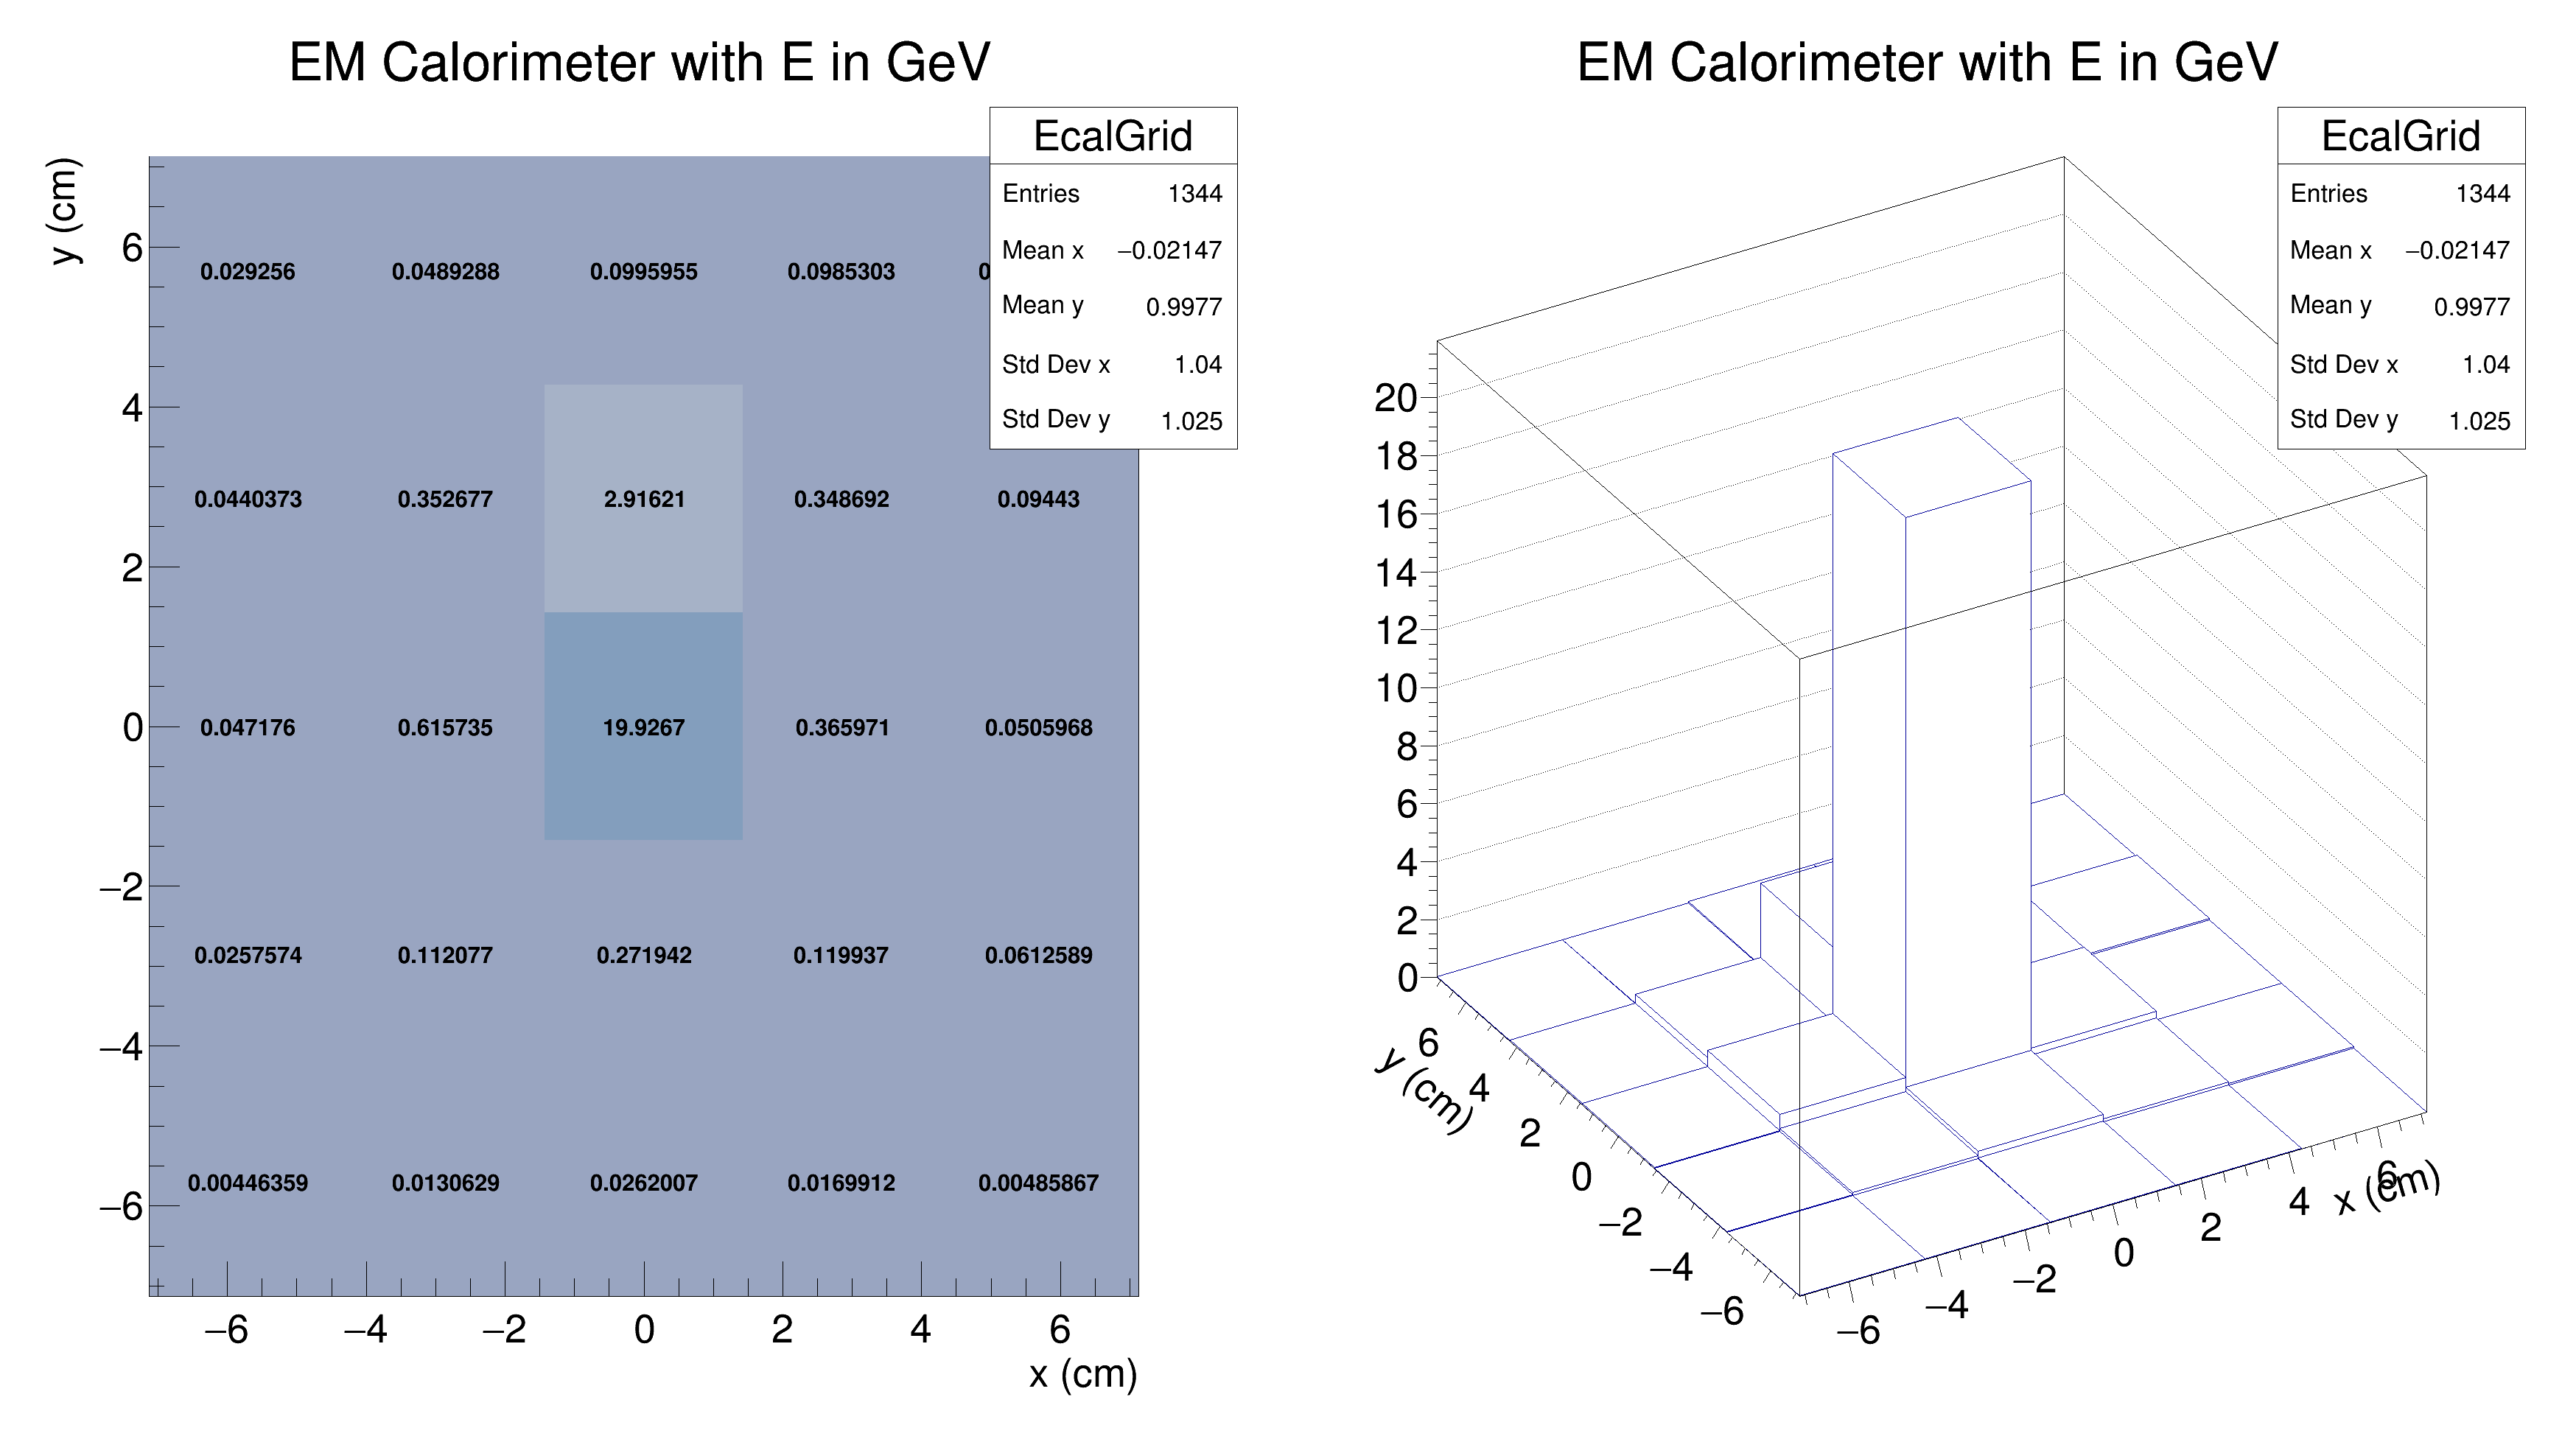 EM Calorimeter with E in GeV
EcalGrid
Entries 1344
Mean x −0.02147
Mean y 0.9977
Std Dev x 1.04
Std Dev y 1.025
y (cm)
6
4
2
0
−2
−4
−6
0.029256 0.0489288 0.0995955 0.0985303
0.0440373 0.352677 2.91621 0.348692 0.09443
0.047176 0.615735 19.9267 0.365971 0.0505968
0.0257574 0.112077 0.271942 0.119937 0.0612589
0.00446359 0.0130629 0.0262007 0.0169912 0.00485867
−6 −4 −2 0 2 4 6
x (cm)
EM Calorimeter with E in GeV
EcalGrid
Entries 1344
Mean x −0.02147
Mean y 0.9977
Std Dev x 1.04
Std Dev y 1.025
20
18
16
14
12
10
8
6
4
2
0
y (cm)
6
4
2
0
−2
−4
−6
−6 −4 −2 0 2 4 6
x (cm)